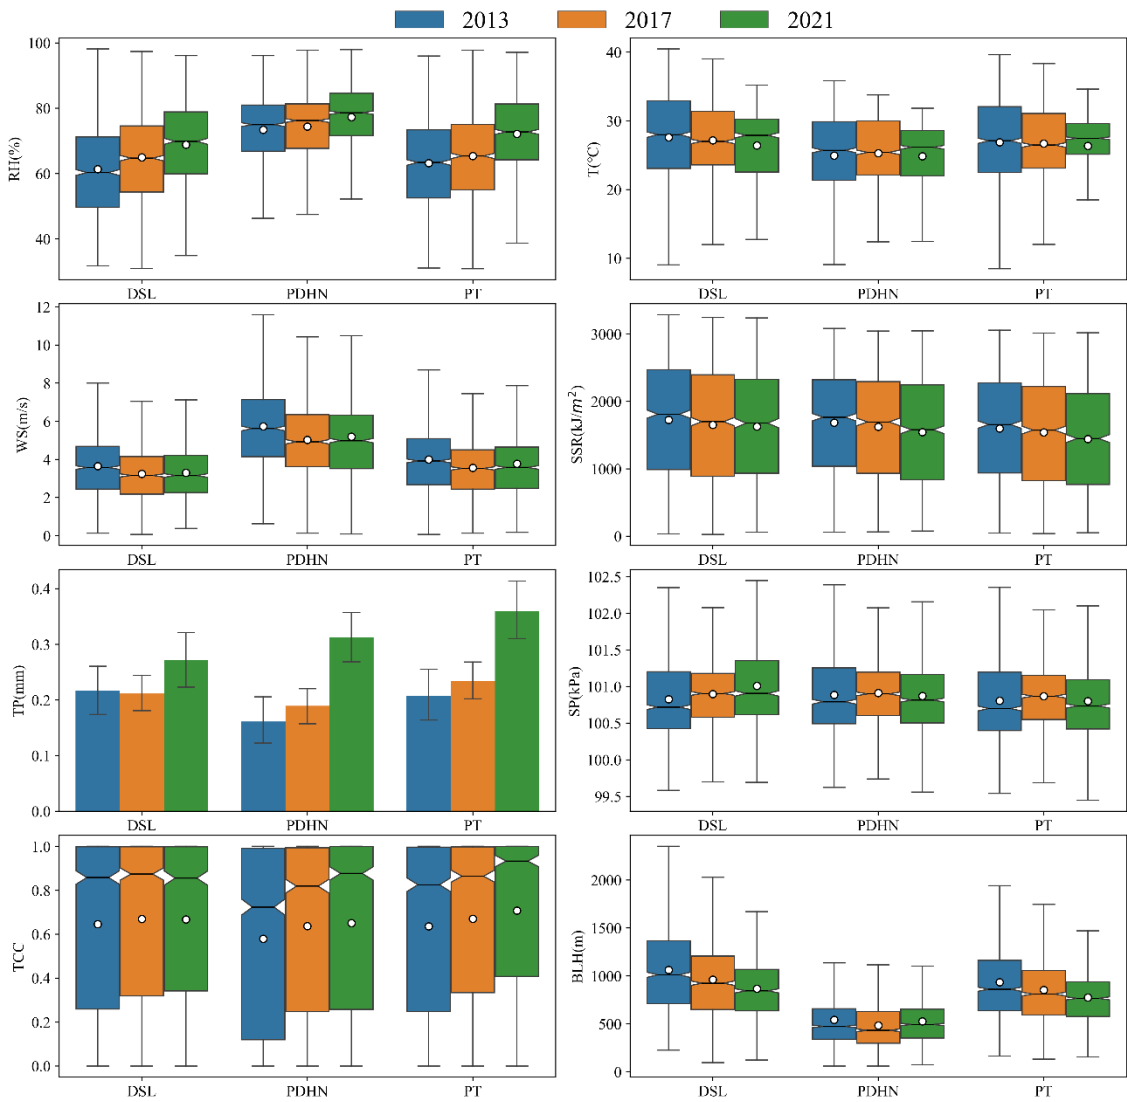 2013 2017 2021
RH(%)
100
80
60
40
DSL PDHN PT
T(°C)
40
30
20
10
DSL PDHN PT
WS(m/s)
12
10
8
6
4
2
0
DSL PDHN PT
SSR(kJ/m²)
3000
2000
1000
0
DSL PDHN PT
TP(mm)
0.4
0.3
0.2
0.1
0.0
DSL PDHN PT
SP(kPa)
102.5
102.0
101.5
101.0
100.5
100.0
99.5
DSL PDHN PT
TCC
1.0
0.8
0.6
0.4
0.2
0.0
DSL PDHN PT
BLH(m)
2000
1500
1000
500
0
DSL PDHN PT